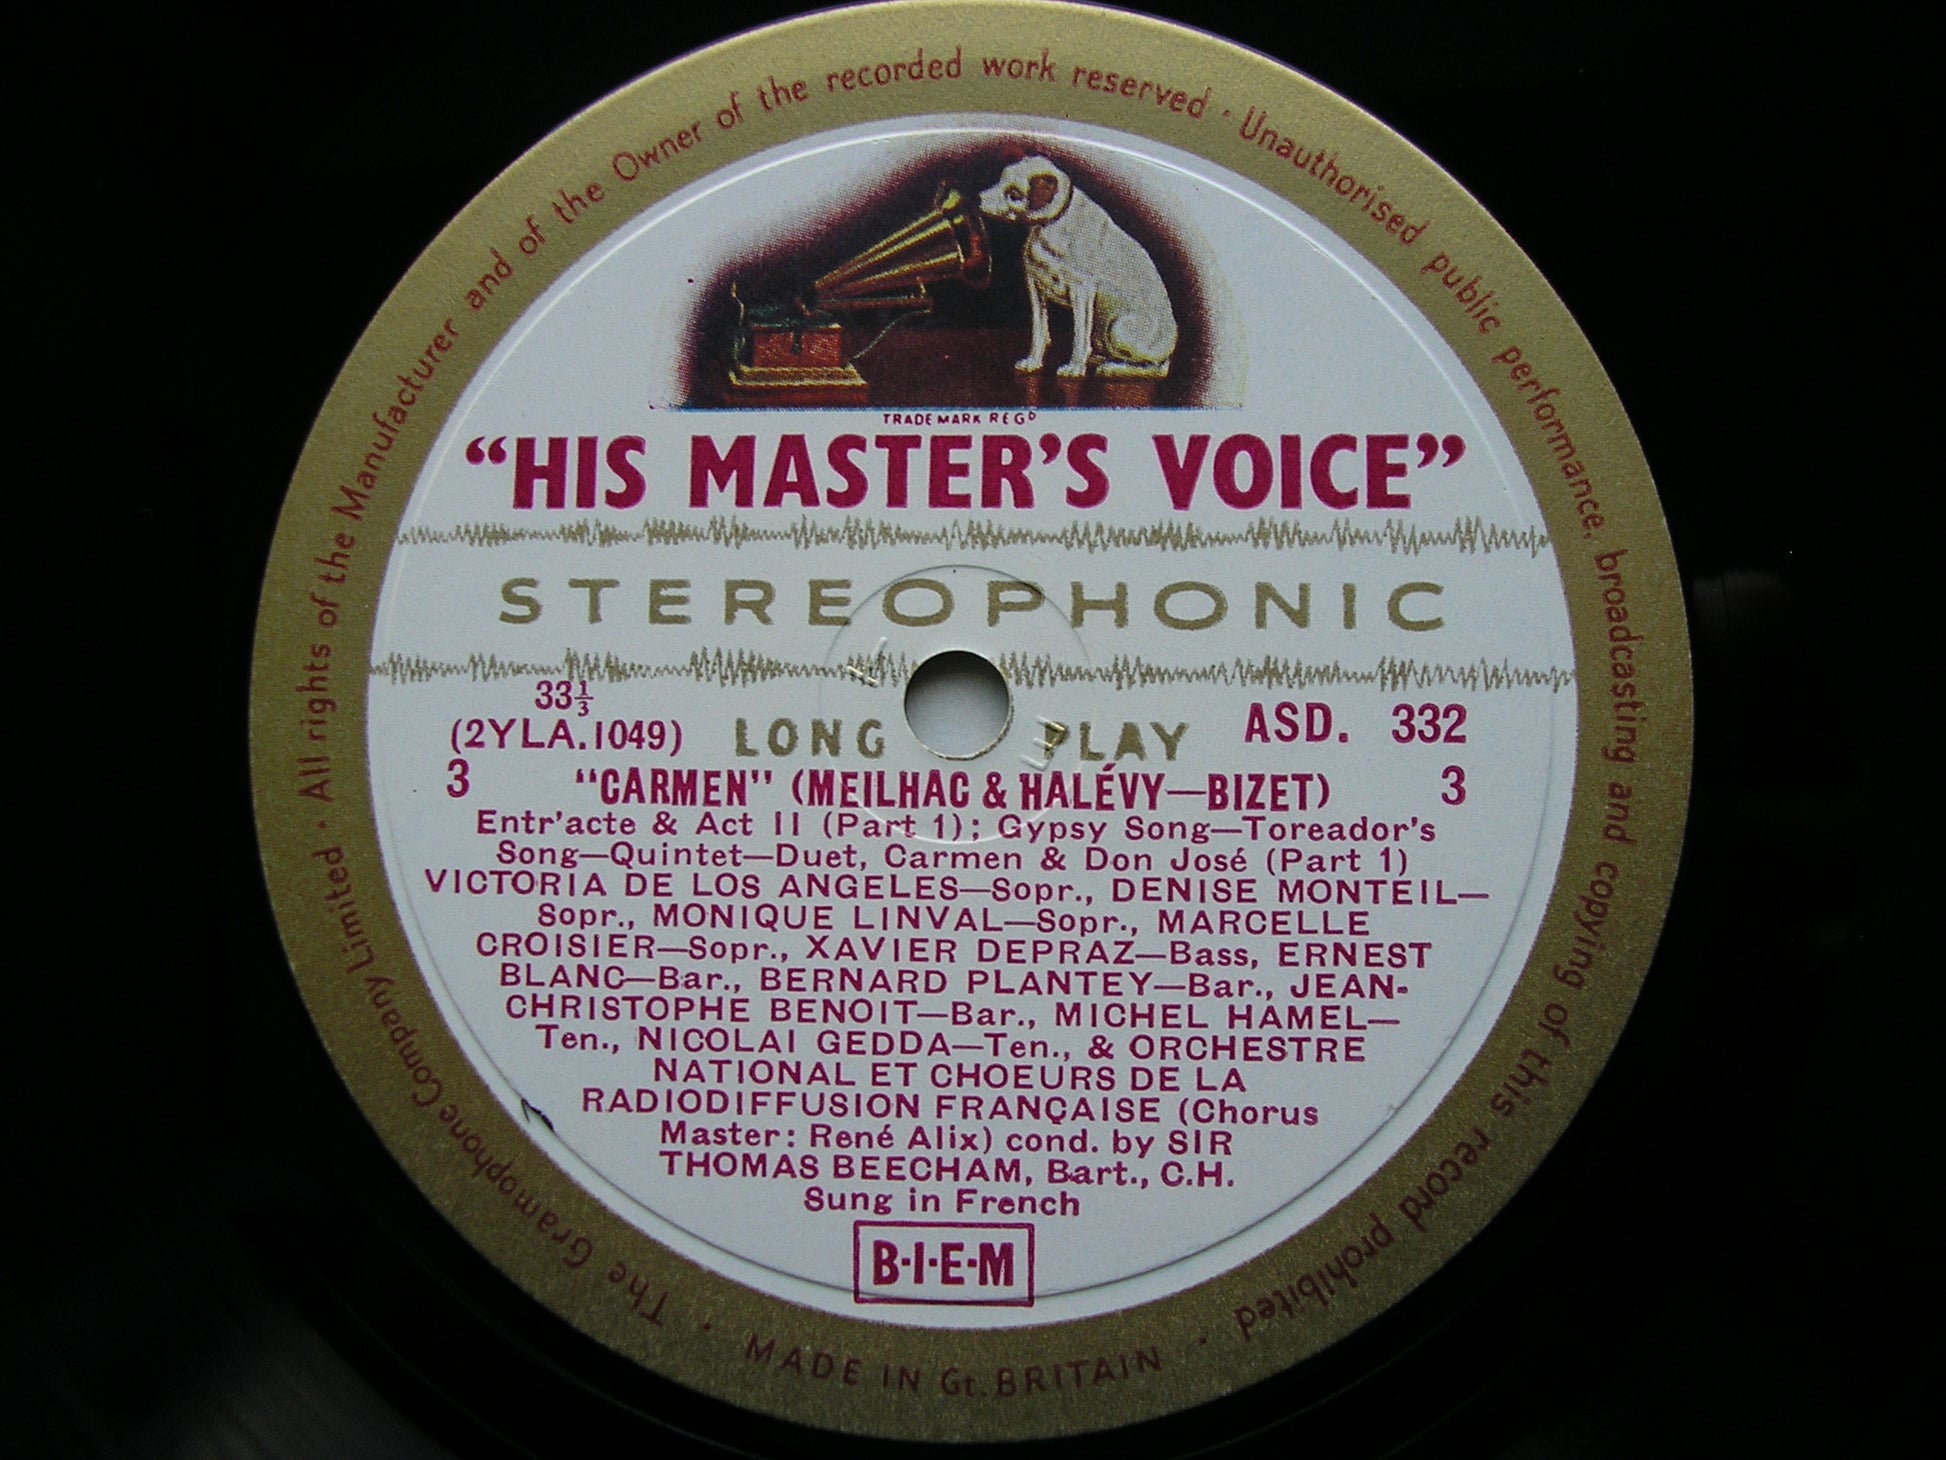 · All rights of the Manufacturer and of the Owner of the recorded work reserved · Unauthorised public performance, broadcasting and copying of this record prohibited ·
TRADE MARK REGD
“HIS MASTER’S VOICE”
STEREOPHONIC
33⅓
(2YLA.1049) LONG PLAY ASD. 332
3 “CARMEN” (MEILHAC & HALÉVY—BIZET) 3
Entr’acte & Act II (Part 1); Gypsy Song—Toreador’s
Song—Quintet—Duet, Carmen & Don José (Part 1)
VICTORIA DE LOS ANGELES—Sopr., DENISE MONTEIL—
Sopr., MONIQUE LINVAL—Sopr., MARCELLE
CROISIER—Sopr., XAVIER DEPRAZ—Bass, ERNEST
BLANC—Bar., BERNARD PLANTEY—Bar., JEAN-
CHRISTOPHE BENOIT—Bar., MICHEL HAMEL—
Ten., NICOLAI GEDDA—Ten., & ORCHESTRE
NATIONAL ET CHOEURS DE LA
RADIODIFFUSION FRANÇAISE (Chorus
Master: René Alix) cond. by SIR
THOMAS BEECHAM, Bart., C.H.
Sung in French
B·I·E·M
The Gramophone Company Limited
· MADE IN Gt. BRITAIN